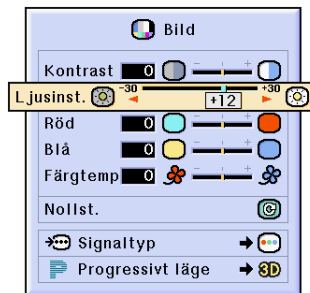 Bild
Kontrast 0 - +
Ljusinst. -30 +12 +30
Röd 0 - +
Blå 0 - +
Färgtemp 0 - +
Nollst.
Signaltyp
Progressivt läge 3D